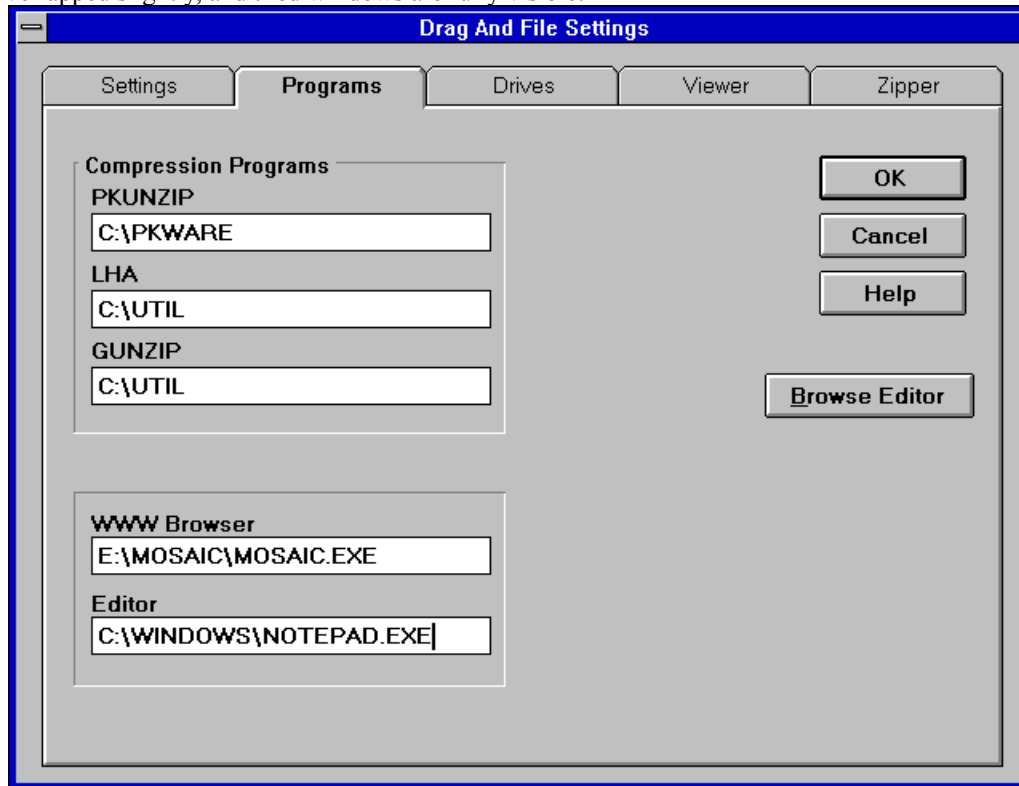 Drag And File Settings
Settings Programs Drives Viewer Zipper
Compression Programs
PKUNZIP
C:\PKWARE
LHA
C:\UTIL
GUNZIP
C:\UTIL
OK
Cancel
Help
Browse Editor
WWW Browser
E:\MOSAIC\MOSAIC.EXE
Editor
C:\WINDOWS\NOTEPAD.EXE